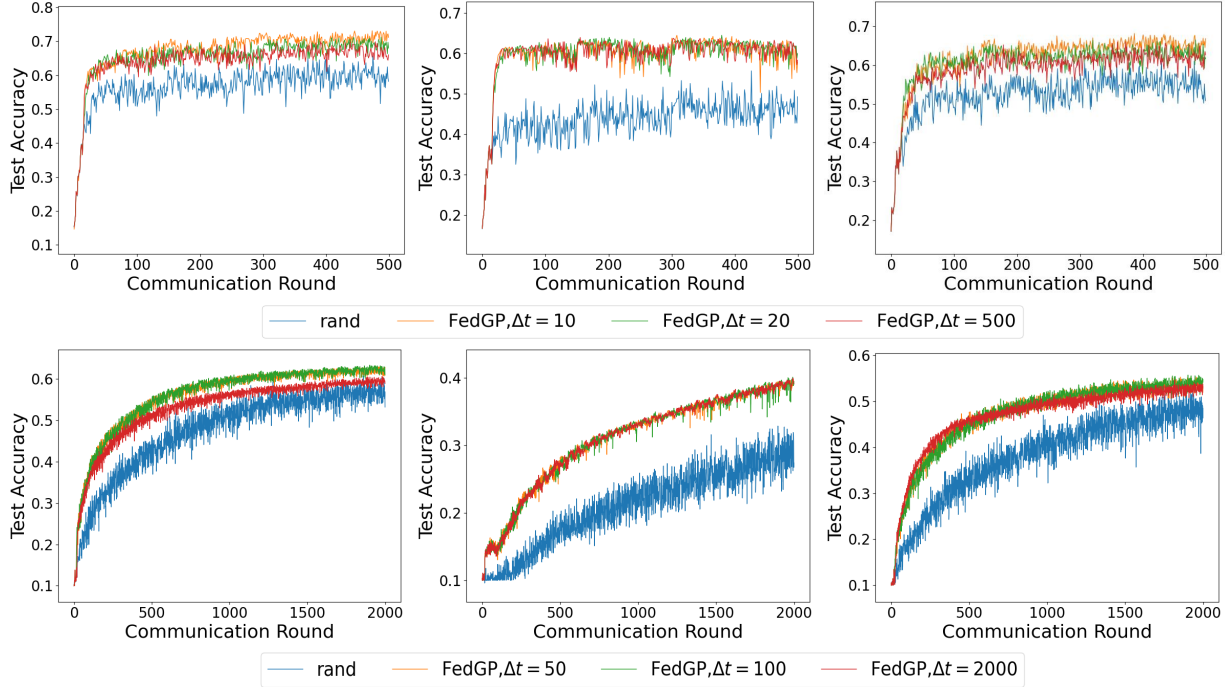 0.8
0.7
0.6
0.5
0.4
0.3
0.2
0.1
Test Accuracy
0 100 200 300 400 500
Communication Round
0.7
0.6
0.5
0.4
0.3
0.2
Test Accuracy
0 100 200 300 400 500
Communication Round
0.7
0.6
0.5
0.4
0.3
0.2
Test Accuracy
0 100 200 300 400 500
Communication Round
rand FedGP,Δt = 10 FedGP,Δt = 20 FedGP,Δt = 500
0.6
0.5
0.4
0.3
0.2
0.1
Test Accuracy
0 500 1000 1500 2000
Communication Round
0.4
0.3
0.2
0.1
Test Accuracy
0 500 1000 1500 2000
Communication Round
0.6
0.5
0.4
0.3
0.2
0.1
Test Accuracy
0 500 1000 1500 2000
Communication Round
rand FedGP,Δt = 50 FedGP,Δt = 100 FedGP,Δt = 2000